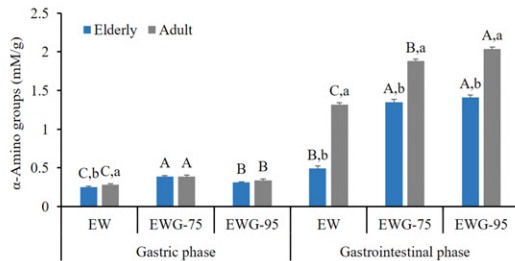 Elderly Adult
α-Amino groups (mM/g)
2.5
2
1.5
1
0.5
0
C,b C,a
A A
B B
B,b C,a
A,b B,a
A,b A,a
EW EWG-75 EWG-95 EW EWG-75 EWG-95
Gastric phase Gastrointestinal phase